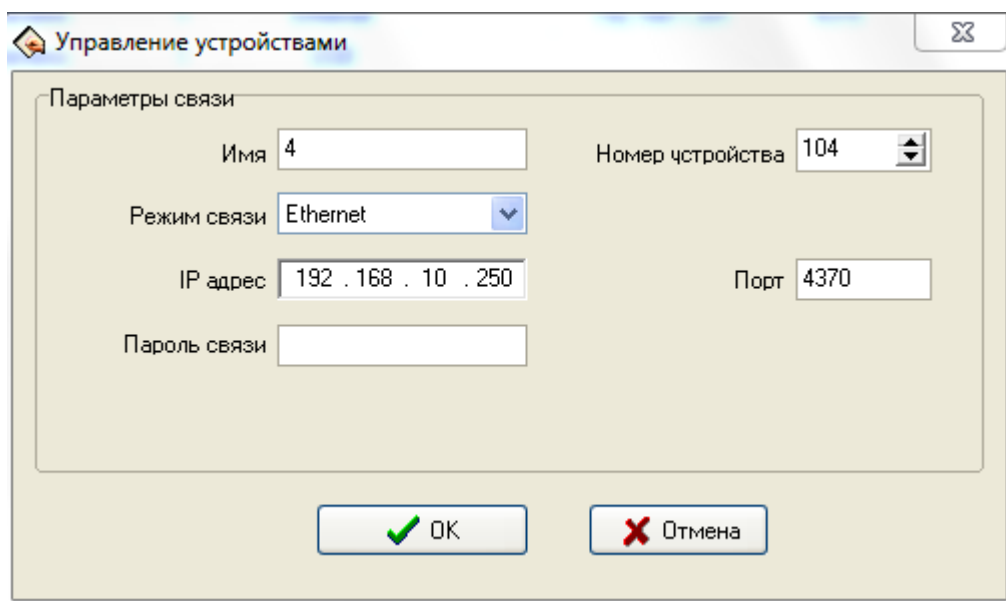 Управление устройствами
Параметры связи
Имя 4 Номер устройства 104
Режим связи Ethernet
IP адрес 192 . 168 . 10 . 250 Порт 4370
Пароль связи
OK Отмена